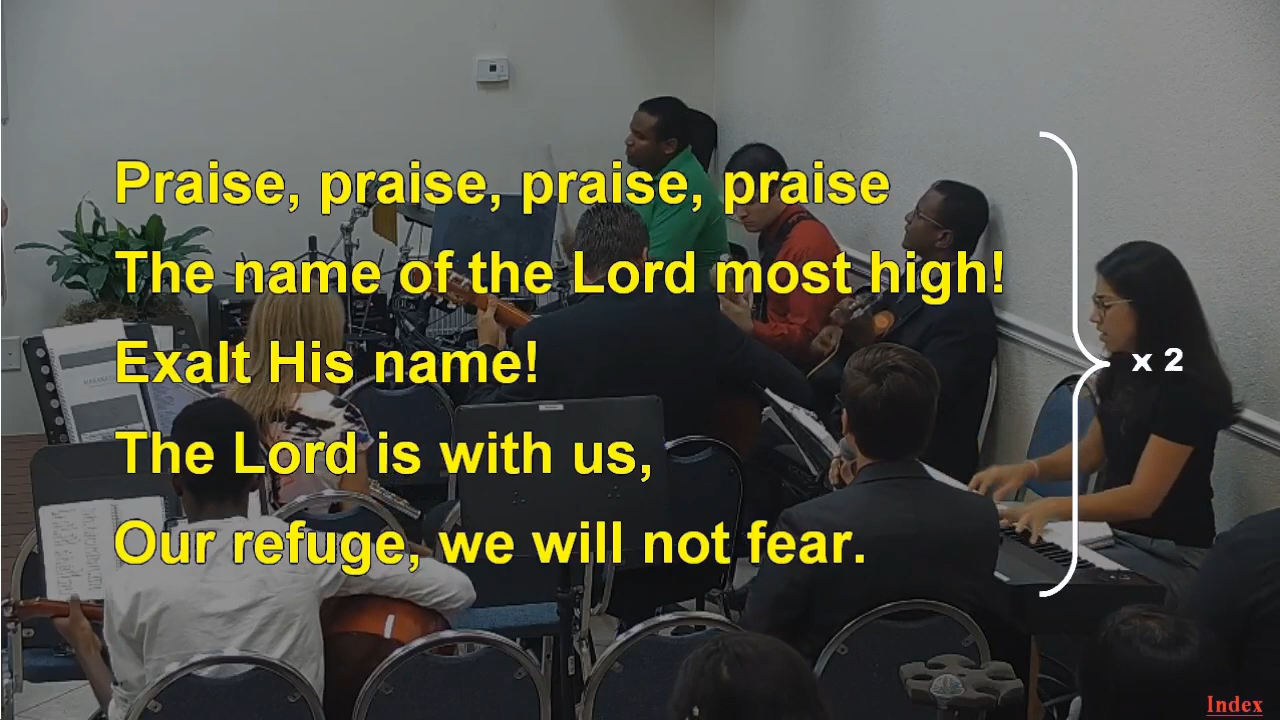 Praise, praise, praise, praise
The name of the Lord most high!
Exalt His name!
The Lord is with us,
Our refuge, we will not fear.
x 2
Index